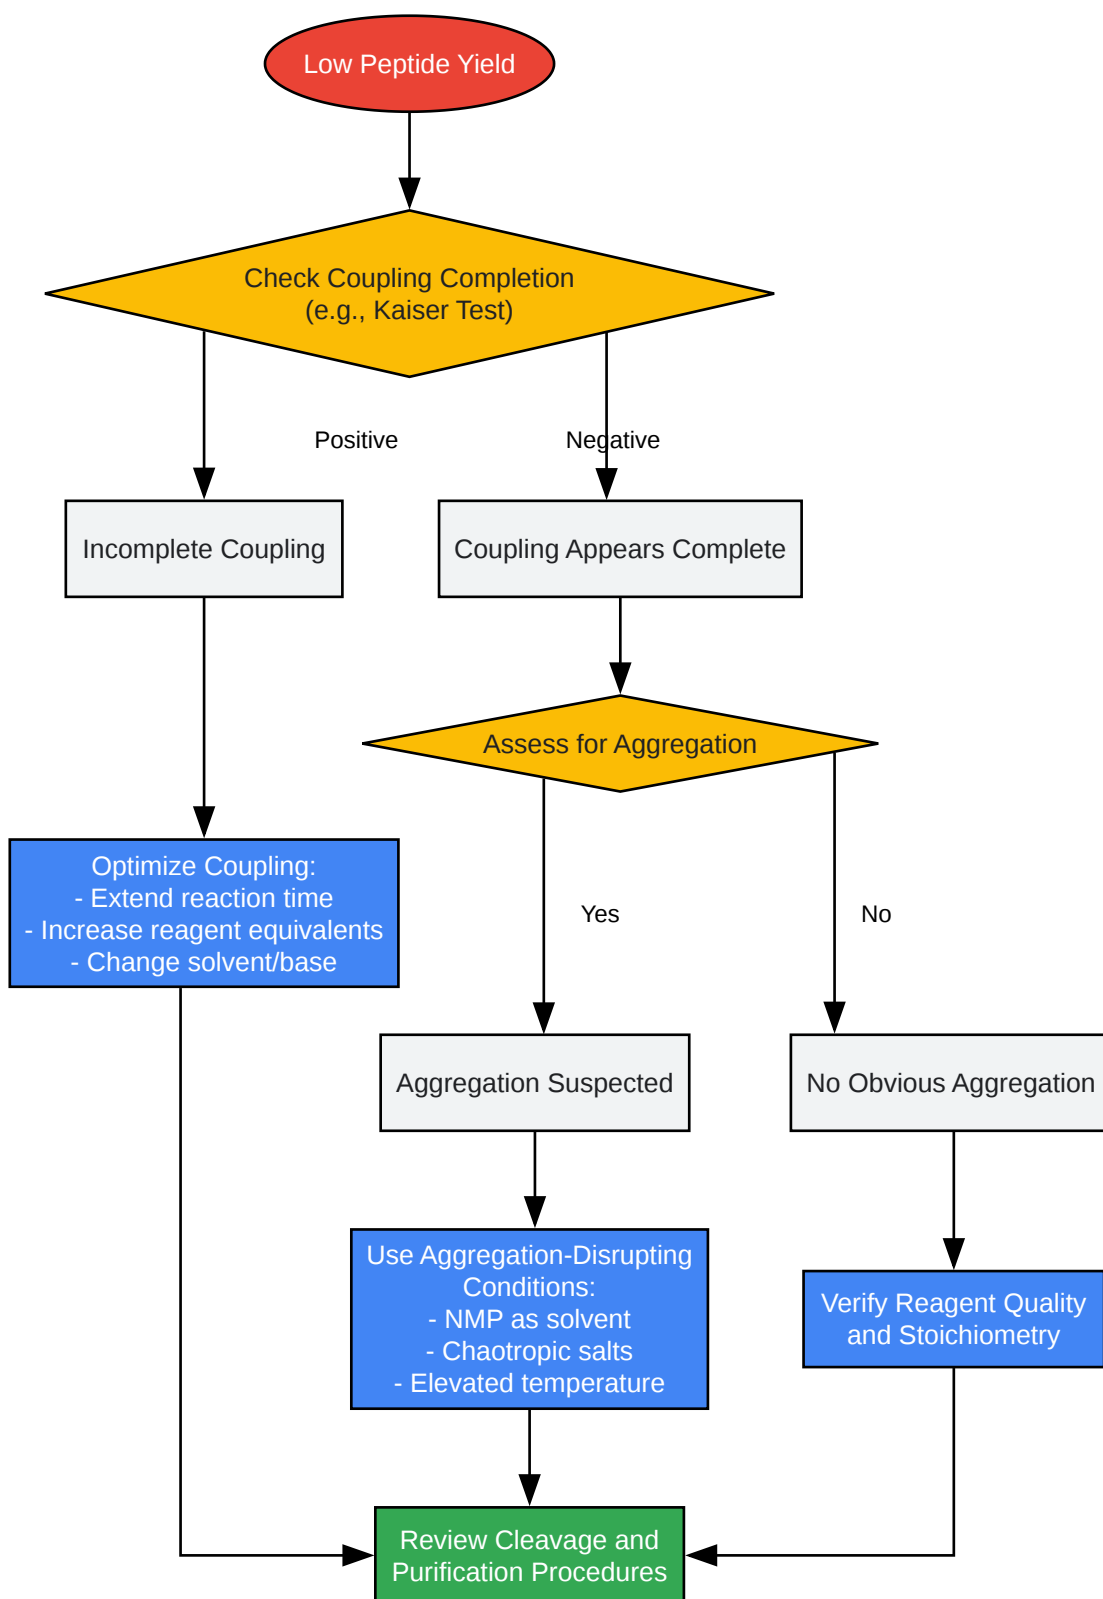 Low Peptide Yield
Check Coupling Completion
(e.g., Kaiser Test)
Positive
Negative
Incomplete Coupling
Coupling Appears Complete
Assess for Aggregation
Optimize Coupling:
- Extend reaction time
- Increase reagent equivalents
- Change solvent/base
Yes
No
Aggregation Suspected
No Obvious Aggregation
Use Aggregation-Disrupting
Conditions:
- NMP as solvent
- Chaotropic salts
- Elevated temperature
Verify Reagent Quality
and Stoichiometry
Review Cleavage and
Purification Procedures